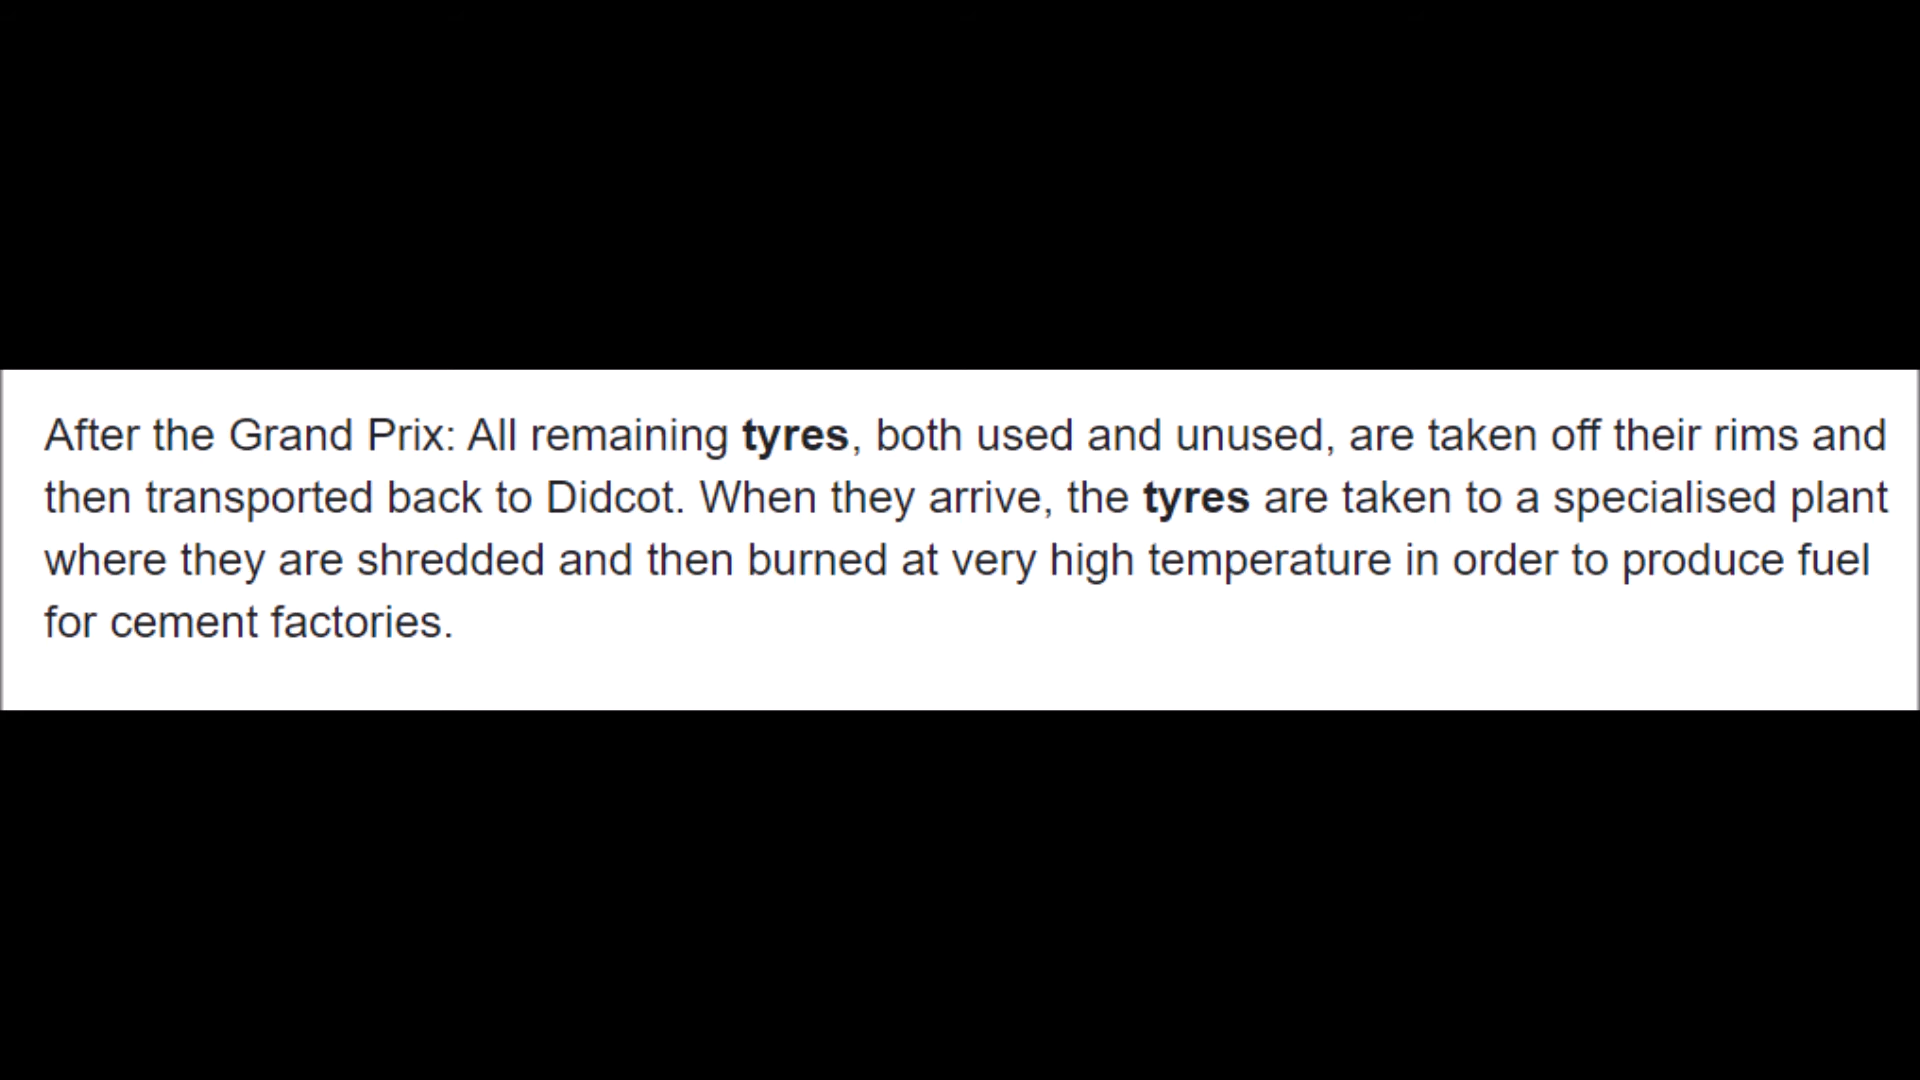 After the Grand Prix: All remaining tyres, both used and unused, are taken off their rims and
then transported back to Didcot. When they arrive, the tyres are taken to a specialised plant
where they are shredded and then burned at very high temperature in order to produce fuel
for cement factories.